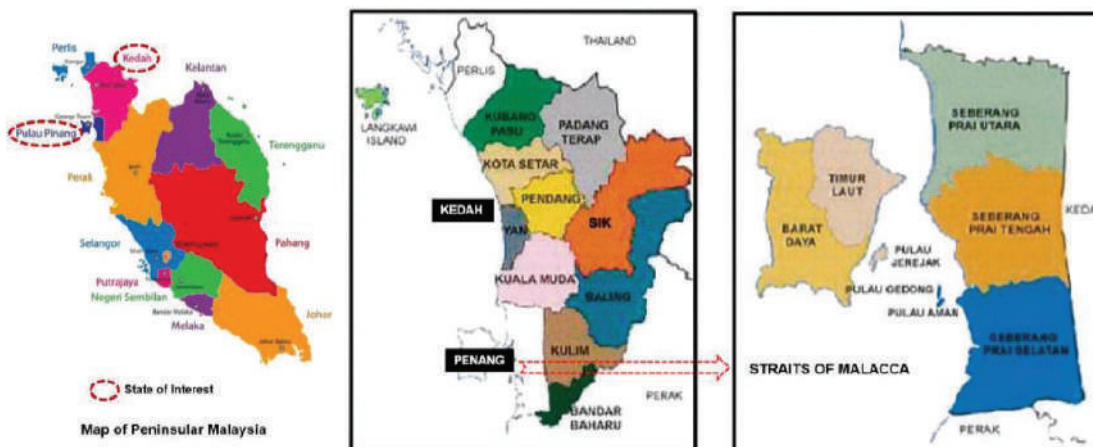 Perlis
Kedah
Kelantan
Pulau Pinang
Terengganu
Perak
Selangor
Pahang
Putrajaya
Negeri Sembilan
Melaka
Johor
State of Interest
Map of Peninsular Malaysia
THAILAND
PERLIS
LANGKAWI
ISLAND
KUBANG
PASU
PADANG
TERAP
KOTA SETAR
PENDANG
KEDAH
YAN
SIK
KUALA MUDA
BALING
PENANG
KULIM
PERAK
BANDAR
BAHARU
SEBERANG
PRAI UTARA
TIMUR
LAUT
BARAT
DAYA
SEBERANG
PRAI TENGAH
KEDA
PULAU
JEREJAK
PULAU GEDONG
PULAU AMAN
SEBERANG
PRAI SELATAN
STRAITS OF MALACCA
PERAK